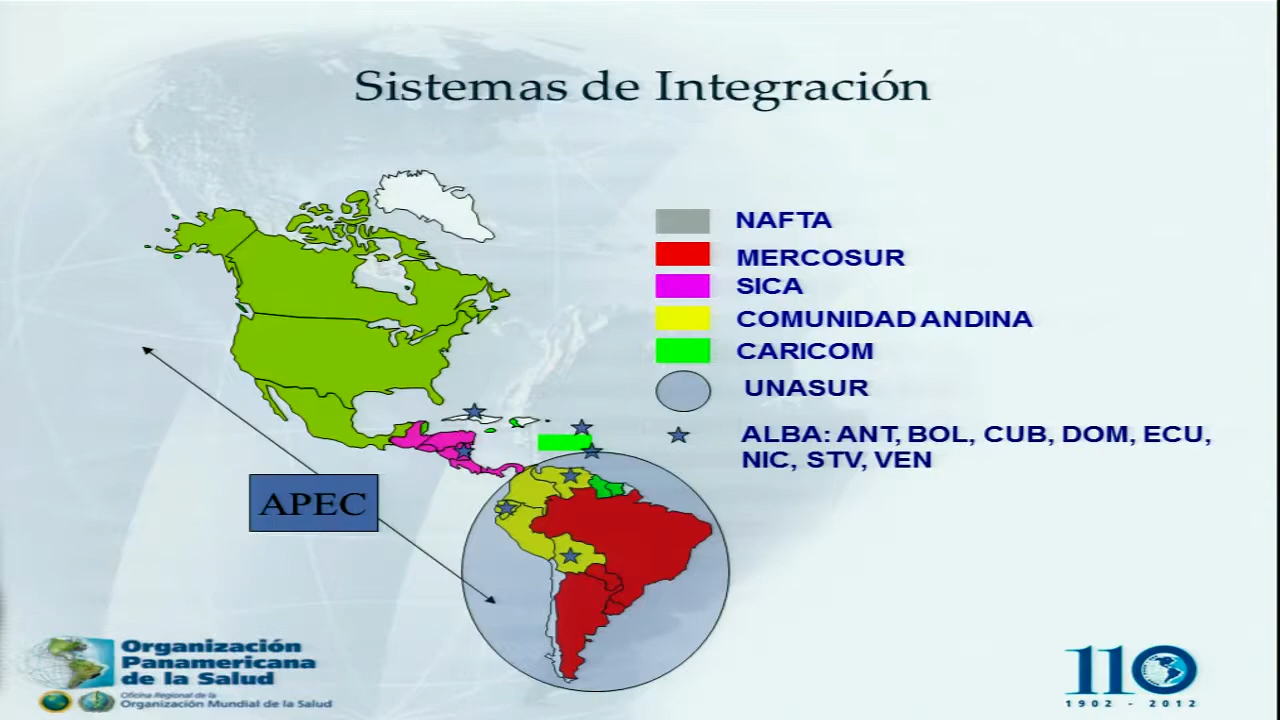 Sistemas de Integración
NAFTA
MERCOSUR
SICA
COMUNIDAD ANDINA
CARICOM
UNASUR
ALBA: ANT, BOL, CUB, DOM, ECU,
NIC, STV, VEN
APEC
Organización
Panamericana
de la Salud
Oficina Regional de la
Organización Mundial de la Salud
110
1902 - 2012